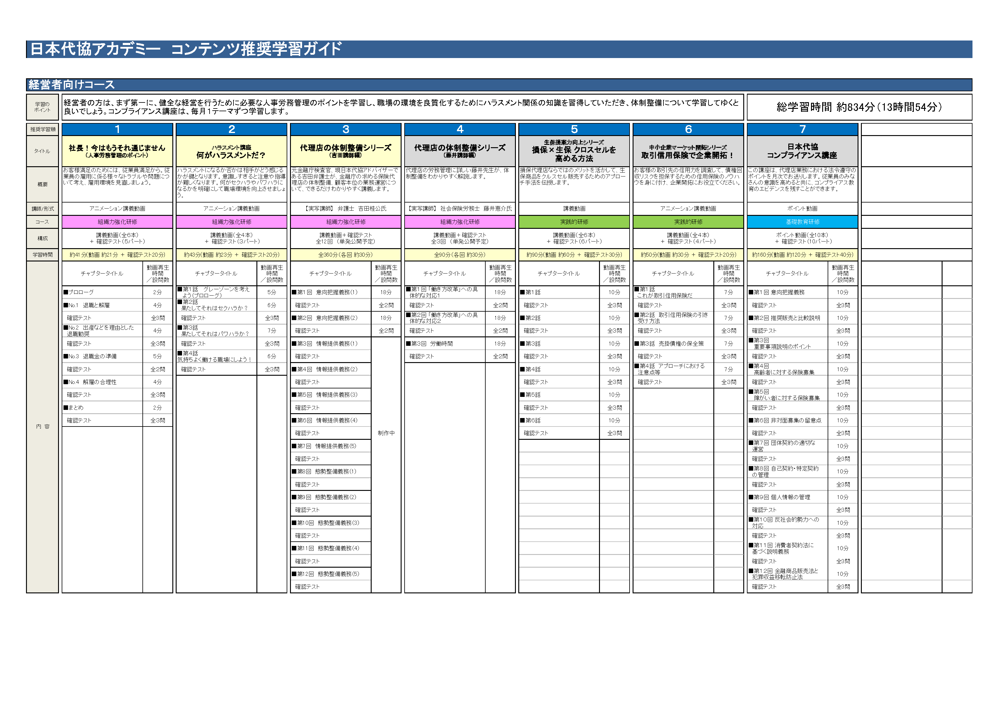 日本代協アカデミー　コンテンツ推奨学習ガイド
経営者向けコース
学習の
ポイント
経営者の方は、まず第一に、健全な経営を行うために必要な人事労務管理のポイントを学習し、職場の環境を良質化するためにハラスメント関係の知識を習得していただき、体制整備について学習してゆくと
良いでしょう。コンプライアンス講座は、毎月１テーマずつ学習します。
総学習時間 約834分（13時間54分）
推奨学習順
1
2
3
4
5
6
7
タイトル
社長！今はもうそれ通じません
（人事労務管理のポイント）
ハラスメント講座
何がハラスメントだ？
代理店の体制整備シリーズ
（吉田講師編）
代理店の体制整備シリーズ
（藤井講師編）
生保提案力向上シリーズ
損保×生保 クロスセルを
高める方法
中小企業マーケット開拓シリーズ
取引信用保険で企業開拓！
日本代協
コンプライアンス講座
概要
お客様満足のためには、従業員満足から。従
業員の雇用に係る様々なトラブルや問題につ
いて考え、雇用環境を見直しましょう。
ハラスメントになるか否かは相手がどう感じる
かが鍵となります。意識しすぎると注意や指導
が難しくなります。何がセクハラやパワハラに
なるかを明確にして職場環境を向上させましょ
う。
元金融庁検査官、現日本代協アドバイザーで
ある吉田弁護士が、金融庁の求める保険代
理店の体制整備、顧客本位の業務運営につ
いて、できるだけわかりやすく講義します。
代理店の労務管理に詳しい藤井先生が、体
制整備をわかりやすく解説します。
損保代理店ならではのメリットを活かして、生
保商品をクルスセル販売するためのアプロー
チ手法を伝授します。
お客様の取引先の信用力を調査して、債権回
収リスクを担保するための信用保険のノウハ
ウを身に付け、企業開拓にお役立てください。
この講座は、代理店業務における法令遵守の
ポイントを月次でお送りします。従業員のみな
さんの意識を高めると共に、コンプライアス教
育のエビデンスを残すことができます。
講師/形式
アニメーション講義動画
アニメーション講義動画
【実写講師】 弁護士　吉田桂公氏
【実写講師】 社会保険労務士　藤井恵介氏
講義動画
アニメーション講義動画
ポイント動画
コース
組織力強化研修
組織力強化研修
組織力強化研修
組織力強化研修
実践的研修
実践的研修
基礎教育研修
構成
講義動画（全6本）
＋ 確認テスト（5パート）
講義動画（全4本）
＋ 確認テスト（3パート）
講義動画＋確認テスト
全12回 （単発公開予定）
講義動画＋確認テスト
全3回 （単発公開予定）
講義動画（全6本）
＋ 確認テスト（6パート）
講義動画（全4本）
＋ 確認テスト（4パート）
ポイント動画（全10本）
＋ 確認テスト（10パート）
学習時間
約41分(動画 約21分 ＋ 確認テスト20分）
約43分(動画 約23分 ＋ 確認テスト20分）
全360分（各回 約30分）
全90分（各回 約30分）
約90分(動画 約60分 ＋ 確認テスト30分）
約50分(動画 約30分 ＋ 確認テスト20分）
約160分(動画 約120分 ＋ 確認テスト40分）
内 容
チャプタータイトル
動画再生
時間
／設問数
■プロローグ 2分
■No.1　退職と解雇 4分
確認テスト 全3問
■No.2　出産などを理由とした
退職勧奨 4分
確認テスト 全3問
■No.3　退職金の準備 5分
確認テスト 全2問
■No.4　解雇の合理性 4分
確認テスト 全3問
■まとめ 2分
確認テスト 全3問
チャプタータイトル
動画再生
時間
／設問数
■第1話　グレーゾーンを考え
よう（プロローグ） 5分
■第2話
果たしてそれはセクハラか？ 6分
確認テスト 全3問
■第3話
果たしてそれはパワハラか？ 7分
確認テスト 全3問
■第4話
気持ちよく働ける職場にしよう！ 6分
確認テスト 全3問
チャプタータイトル
動画再生
時間
／設問数
■第1回　意向把握義務（1） 18分
確認テスト 全2問
■第2回　意向把握義務（2） 18分
確認テスト 全2問
■第3回　情報提供義務（1）
確認テスト
■第4回　情報提供義務（2）
確認テスト
■第5回　情報提供義務（3）
確認テスト
■第6回　情報提供義務（4）
確認テスト
制作中
■第7回　情報提供義務（5）
確認テスト
■第8回　態勢整備義務（1）
確認テスト
■第9回　態勢整備義務（2）
確認テスト
■第10回　態勢整備義務（3）
確認テスト
■第11回　態勢整備義務（4）
確認テスト
■第12回　態勢整備義務（5）
確認テスト
チャプタータイトル
動画再生
時間
／設問数
■第1回「働き方改革」への具
体的な対応1 18分
確認テスト 全2問
■第2回「働き方改革」への具
体的な対応2 18分
確認テスト 全2問
■第3回　労働時間 18分
確認テスト 全2問
チャプタータイトル
動画再生
時間
／設問数
■第1話 10分
確認テスト 全3問
■第2話 10分
確認テスト 全3問
■第3話 10分
確認テスト 全3問
■第4話 10分
確認テスト 全3問
■第5話 10分
確認テスト 全3問
■第6話 10分
確認テスト 全3問
チャプタータイトル
動画再生
時間
／設問数
■第1話
これが取引信用保険だ 7分
確認テスト 全3問
■第2話 取引信用保険の引き
受け方法 7分
確認テスト 全3問
■第3話 売掛債権の保全策 7分
確認テスト 全3問
■第4話 アプローチにおける
注意点等 7分
確認テスト 全3問
チャプタータイトル
動画再生
時間
／設問数
■第1回 意向把握義務 10分
確認テスト 全3問
■第2回 推奨販売と比較説明 10分
確認テスト 全3問
■第3回
重要事項説明のポイント 10分
確認テスト 全3問
■第4回
高齢者に対する保険募集 10分
確認テスト 全3問
■第5回
障がい者に対する保険募集 10分
確認テスト 全3問
■第6回 非対面募集の留意点 10分
確認テスト 全3問
■第7回 団体契約の適切な
運営 10分
確認テスト 全3問
■第8回 自己契約・特定契約
の管理 10分
確認テスト 全3問
■第9回 個人情報の管理 10分
確認テスト 全3問
■第10回 反社会的勢力への
対応 10分
確認テスト 全3問
■第11回 消費者契約法に
基づく説明義務 10分
確認テスト 全3問
■第12回 金融商品販売法と
犯罪収益移転防止法 10分
確認テスト 全3問